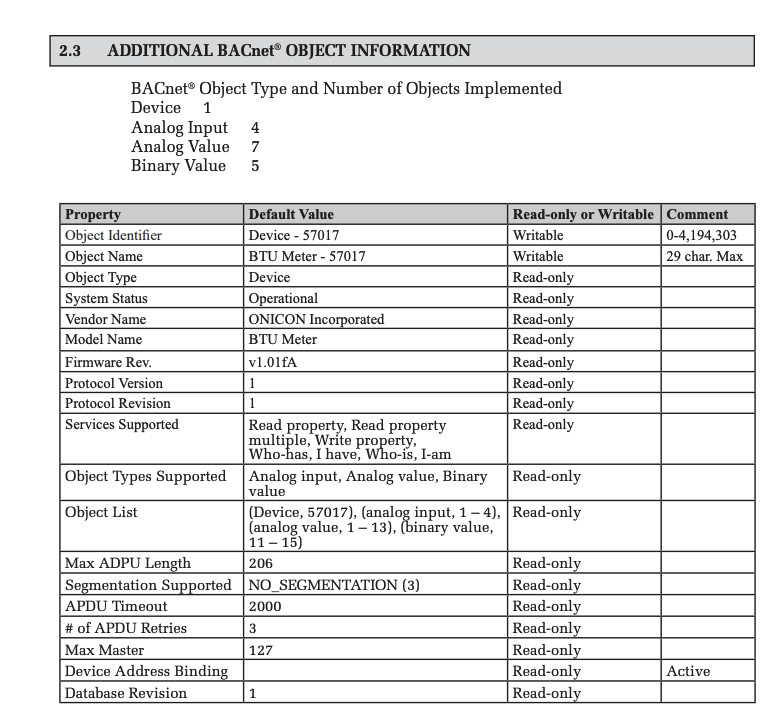 2.3 ADDITIONAL BACnet® OBJECT INFORMATION
BACnet® Object Type and Number of Objects Implemented
Device 1
Analog Input 4
Analog Value 7
Binary Value 5
Property Default Value Read-only or Writable Comment
Object Identifier Device - 57017 Writable 0-4,194,303
Object Name BTU Meter - 57017 Writable 29 char. Max
Object Type Device Read-only
System Status Operational Read-only
Vendor Name ONICON Incorporated Read-only
Model Name BTU Meter Read-only
Firmware Rev. v1.01fA Read-only
Protocol Version 1 Read-only
Protocol Revision 1 Read-only
Services Supported Read property, Read property Read-only
multiple, Write property,
Who-has, I have, Who-is, I-am
Object Types Supported Analog input, Analog value, Binary Read-only
value
Object List (Device, 57017), (analog input, 1 – 4), Read-only
(analog value, 1 – 13), (binary value,
11 – 15)
Max ADPU Length 206 Read-only
Segmentation Supported NO_SEGMENTATION (3) Read-only
APDU Timeout 2000 Read-only
# of APDU Retries 3 Read-only
Max Master 127 Read-only
Device Address Binding Read-only Active
Database Revision 1 Read-only